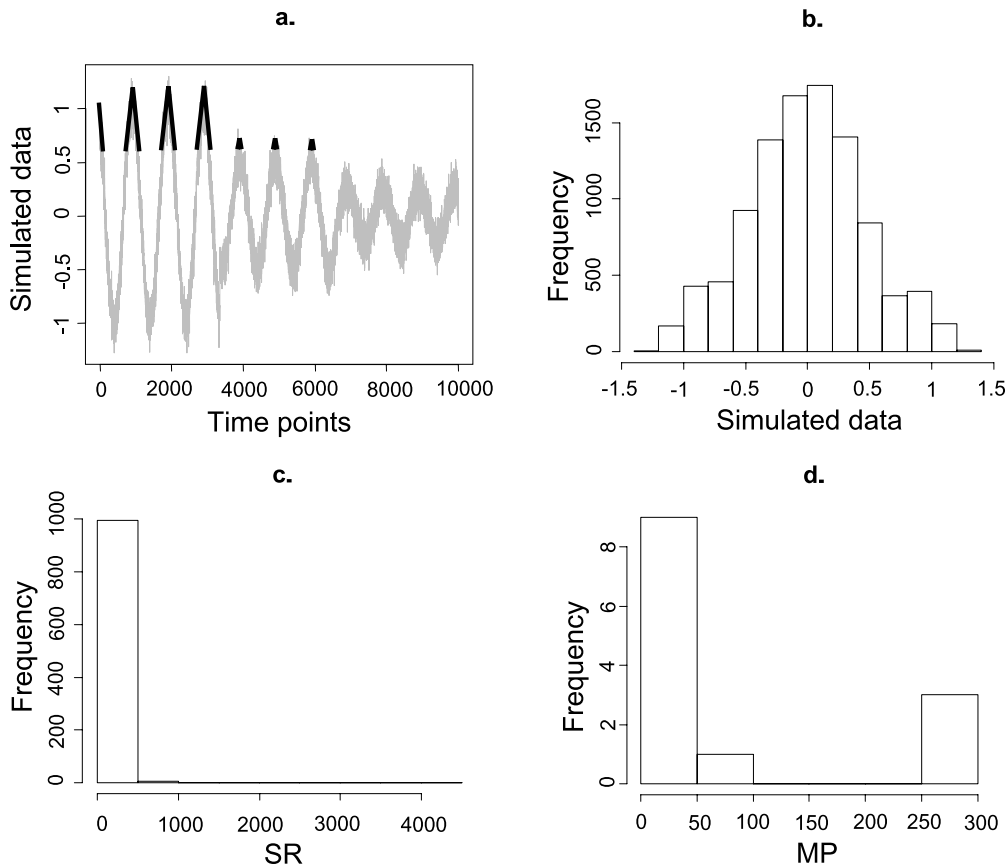 a.
Simulated data
1
0.5
0
-0.5
-1
0 2000 4000 6000 8000 10000
Time points
b.
Frequency
1500
1000
500
0
-1.5 -1 -0.5 0 0.5 1 1.5
Simulated data
c.
Frequency
1000
800
600
400
200
0
0 1000 2000 3000 4000
SR
d.
Frequency
8
6
4
2
0
0 50 100 150 200 250 300
MP